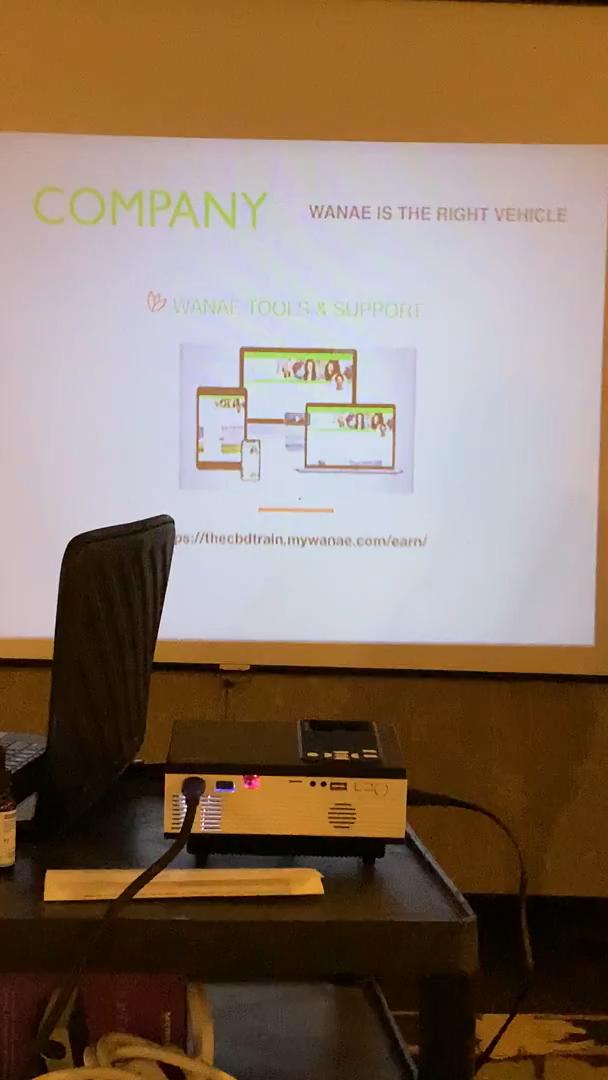 COMPANY
WANAE IS THE RIGHT VEHICLE
WANAE TOOLS & SUPPORT
ps://thecbdtrain.mywanae.com/earn/